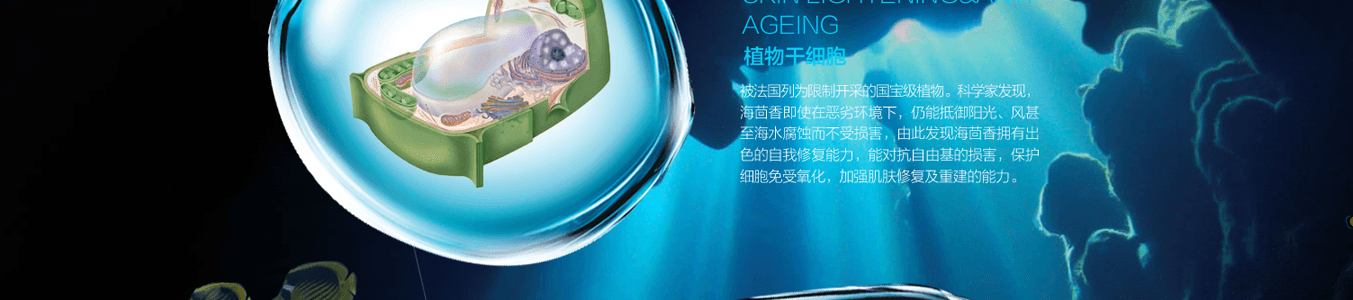 AGEING
植物干细胞
被法国列为限制开采的国宝级植物。科学家发现，
海茴香即使在恶劣环境下，仍能抵御阳光、风甚
至海水腐蚀而不受损害，由此发现海茴香拥有出
色的自我修复能力，能对抗自由基的损害，保护
细胞免受氧化，加强肌肤修复及重建的能力。